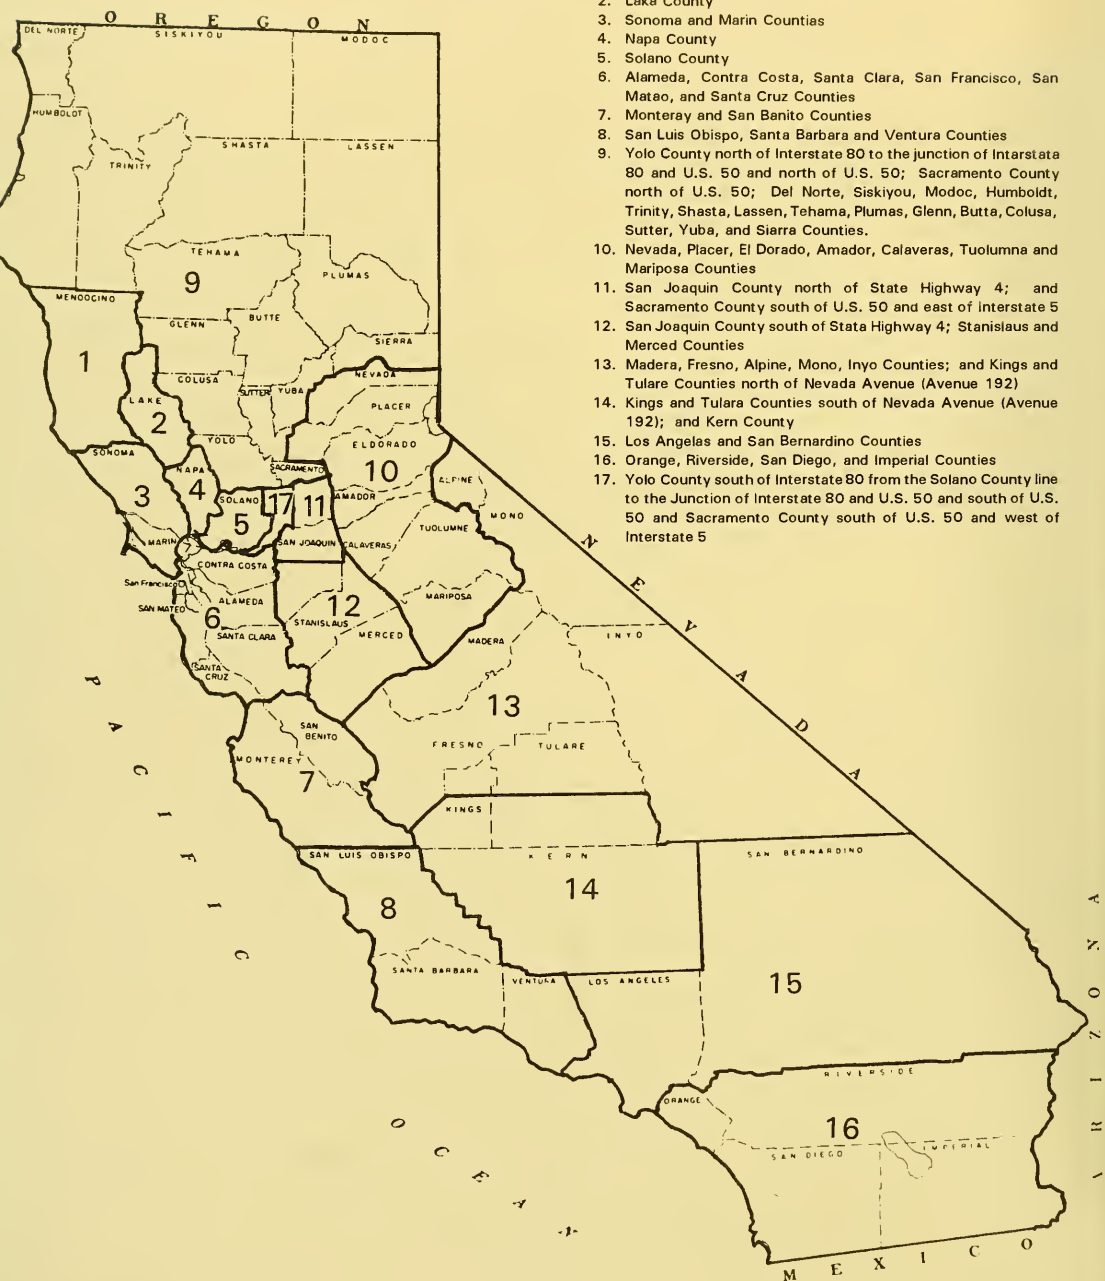 2. Laka County
3. Sonoma and Marin Countias
4. Napa County
5. Solano County
6. Alameda, Contra Costa, Santa Clara, San Francisco, San
Matao, and Santa Cruz Counties
7. Monteray and San Banito Counties
8. San Luis Obispo, Santa Barbara and Ventura Counties
9. Yolo County north of Interstate 80 to the junction of Intarstata
80 and U.S. 50 and north of U.S. 50; Sacramento County
north of U.S. 50; Del Norte, Siskiyou, Modoc, Humboldt,
Trinity, Shasta, Lassen, Tehama, Plumas, Glenn, Butta, Colusa,
Sutter, Yuba, and Siarra Counties.
10. Nevada, Placer, El Dorado, Amador, Calaveras, Tuolumna and
Mariposa Counties
11. San Joaquin County north of State Highway 4; and
Sacramento County south of U.S. 50 and east of Interstate 5
12. San Joaquin County south of Stata Highway 4; Stanislaus and
Merced Counties
13. Madera, Fresno, Alpine, Mono, Inyo Counties; and Kings and
Tulare Counties north of Nevada Avenue (Avenue 192)
14. Kings and Tulara Counties south of Nevada Avenue (Avenue
192); and Kern County
15. Los Angelas and San Bernardino Counties
16. Orange, Riverside, San Diego, and Imperial Counties
17. Yolo County south of Interstate 80 from the Solano County line
to the Junction of Interstate 80 and U.S. 50 and south of U.S.
50 and Sacramento County south of U.S. 50 and west of
Interstate 5
OREGON
DEL NORTE
SISKIYOU
MODOC
HUMBOLDT
TRINITY
SHASTA
LASSEN
TEHAMA
9
PLUMAS
MENDOCINO
GLENN
BUTTE
SIERRA
1
COLUSA
SUTTER
YUBA
NEVADA
LAKE
2
PLACER
YOLO
ELDORADO
SONOMA
NAPA
SACRAMENTO
10
3
4
SOLANO
17
11
AMADOR
ALPINE
5
MONO
MARIN
SAN JOAQUIN
CALAVERAS
TUOLUMNE
CONTRA COSTA
San Francisco
ALAMEDA
SAN MATEO
6
12
MARIPOSA
STANISLAUS
SANTA CLARA
MERCED
MADERA
INYO
SANTA
CRUZ
NEVADA
13
SAN
BENITO
FRESNO
TULARE
MONTEREY
7
KINGS
SAN LUIS OBISPO
KERN
SAN BERNARDINO
14
8
SANTA BARBARA
VENTURA
LOS ANGELES
15
RIVERSIDE
ORANGE
16
SAN DIEGO
IMPERIAL
PACIFIC
OCEAN
MEXICO
ARIZONA